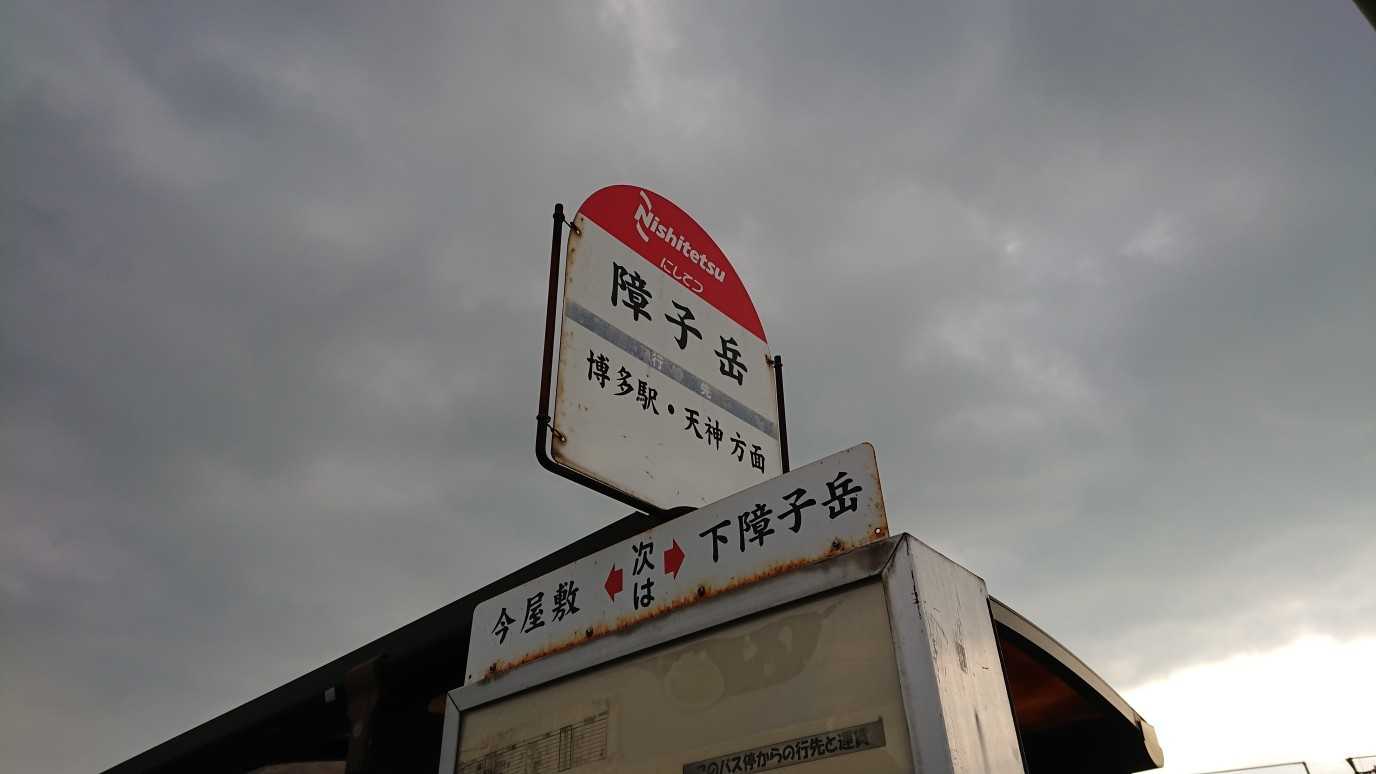 Nishitetsu
にしてつ
障子岳
行先
博多駅・天神方面
今屋敷 ← 次は → 下障子岳
のバス停からの行先と運賃